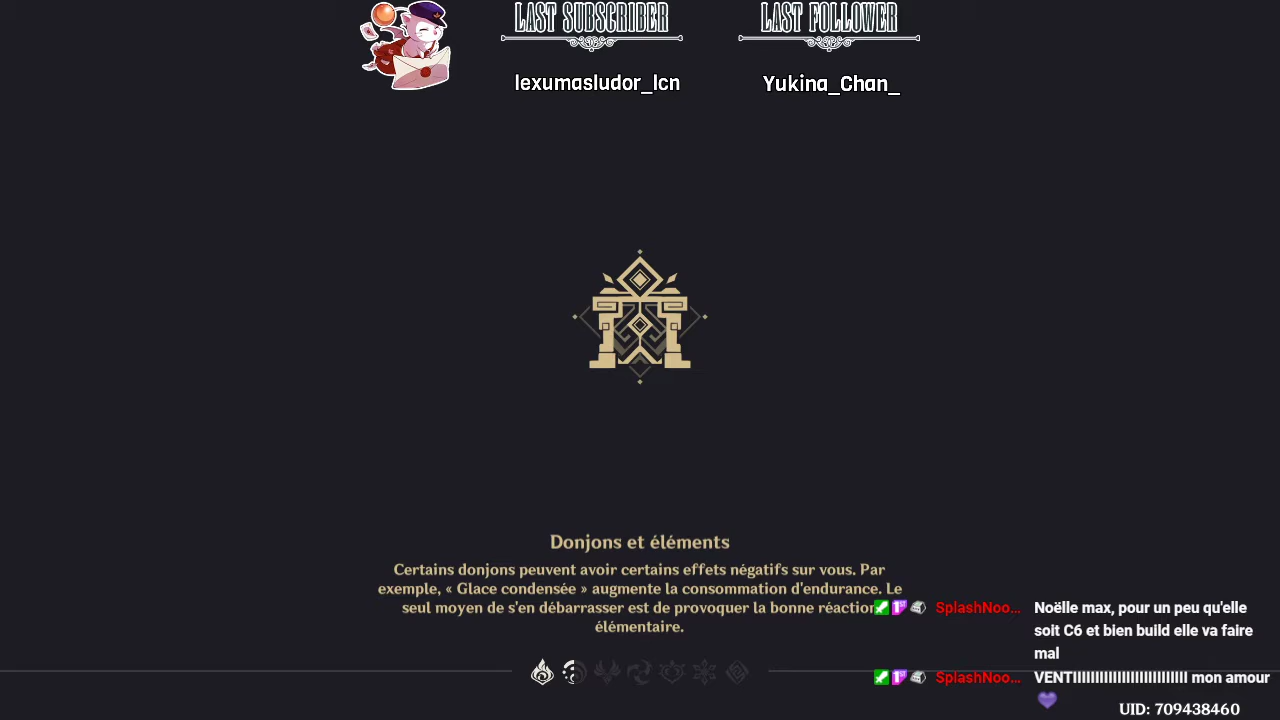 LAST SUBSCRIBER
LAST FOLLOWER
lexumasludor_lcn
Yukina_Chan_
Donjons et éléments
Certains donjons peuvent avoir certains effets négatifs sur vous. Par
exemple, « Glace condensée » augmente la consommation d'endurance. Le
seul moyen de s'en débarrasser est de provoquer la bonne réaction
élémentaire.
SplashNoo... Noëlle max, pour un peu qu'elle
soit C6 et bien build elle va faire
mal
SplashNoo... VENTIIIIIIIIIIIIIIIIIIIIIIIIII mon amour
UID: 709438460